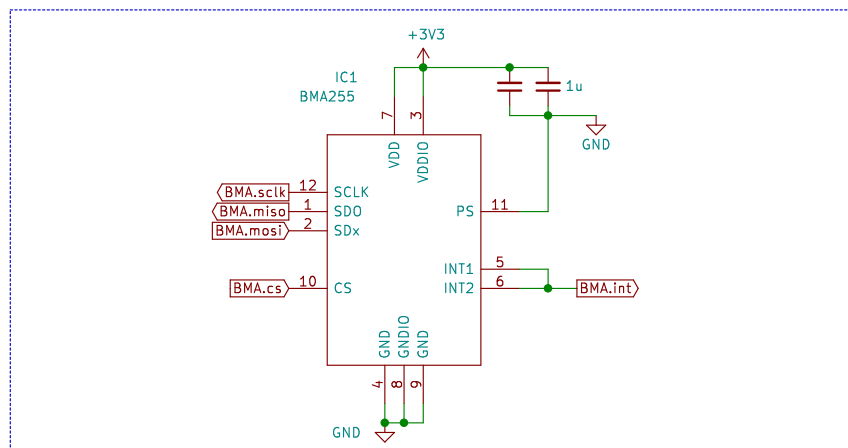 +3V3
IC1
BMA255
1u
7
3
VDD
VDDIO
GND
BMA.sclk 12 SCLK
BMA.miso 1 SDO
PS 11
BMA.mosi 2 SDx
INT1 5
BMA.cs 10 CS
INT2 6 BMA.int
GND
GNDIO
GND
4
8
9
GND